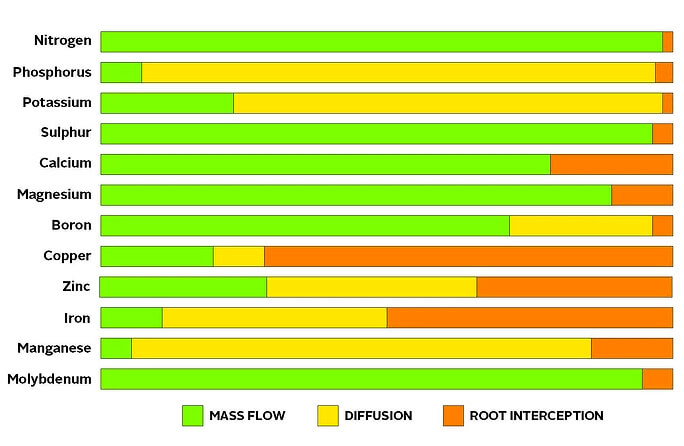 Nitrogen
Phosphorus
Potassium
Sulphur
Calcium
Magnesium
Boron
Copper
Zinc
Iron
Manganese
Molybdenum
MASS FLOW DIFFUSION ROOT INTERCEPTION